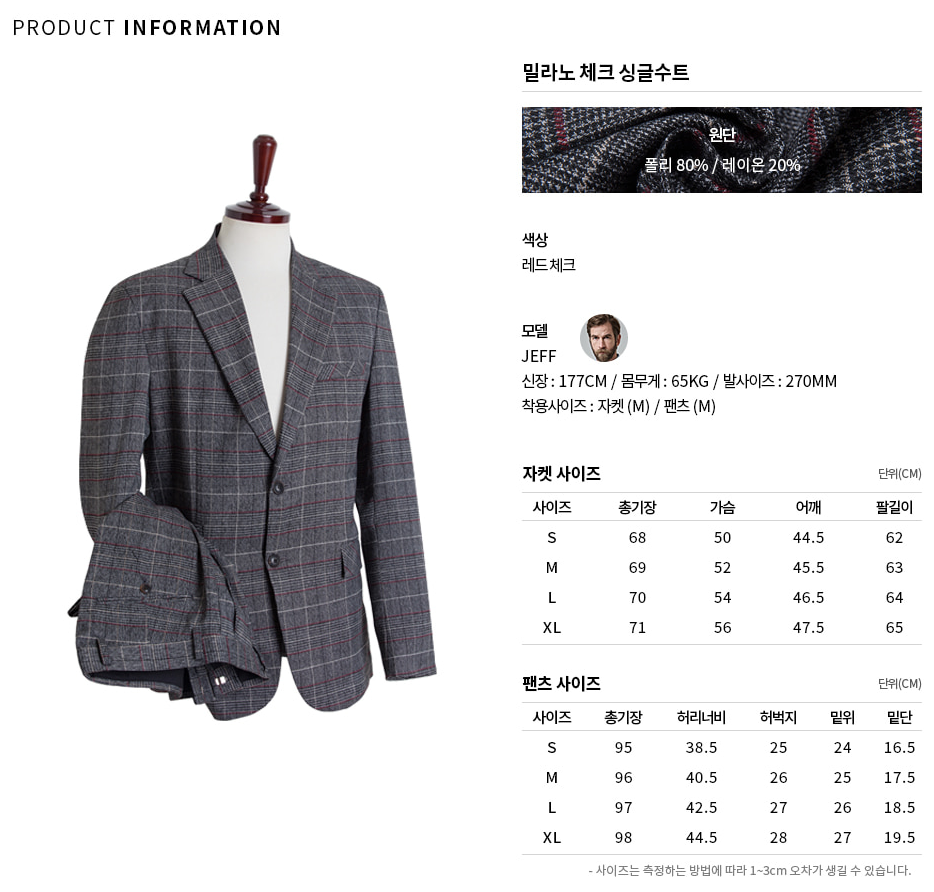 PRODUCT INFORMATION
밀라노 체크 싱글수트
원단
폴리 80% / 레이온 20%
색상
레드체크
모델
JEFF
신장 : 177CM / 몸무게 : 65KG / 발사이즈 : 270MM
착용사이즈 : 자켓 (M) / 팬츠 (M)
자켓 사이즈 단위(CM)
사이즈 총기장 가슴 어깨 팔길이
S 68 50 44.5 62
M 69 52 45.5 63
L 70 54 46.5 64
XL 71 56 47.5 65
팬츠 사이즈 단위(CM)
사이즈 총기장 허리너비 허벅지 밑위 밑단
S 95 38.5 25 24 16.5
M 96 40.5 26 25 17.5
L 97 42.5 27 26 18.5
XL 98 44.5 28 27 19.5
- 사이즈는 측정하는 방법에 따라 1~3cm 오차가 생길 수 있습니다.